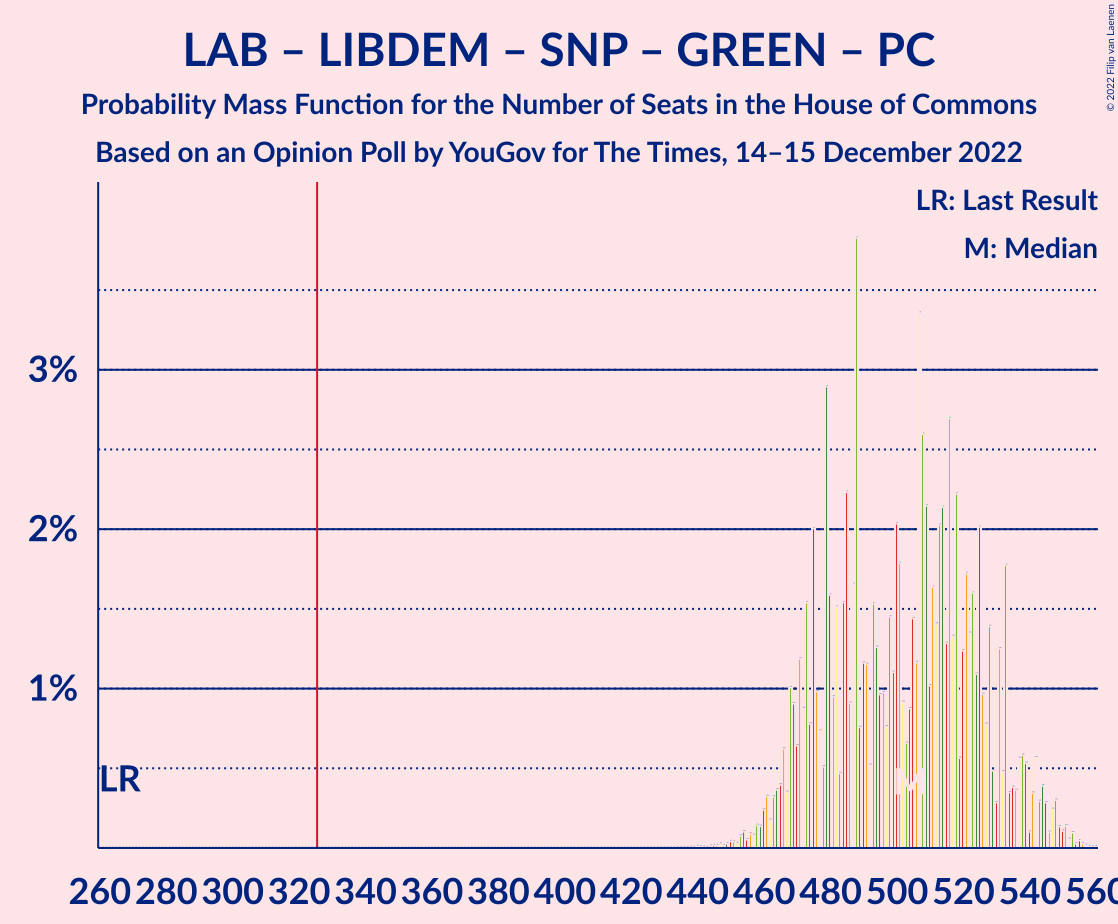 LAB – LIBDEM – SNP – GREEN – PC
Probability Mass Function for the Number of Seats in the House of Commons
Based on an Opinion Poll by YouGov for The Times, 14–15 December 2022
© 2022 Filip van Laenen
LR: Last Result
M: Median
3%
2%
1%
LR
260 280 300 320 340 360 380 400 420 440 460 480 500 520 540 560